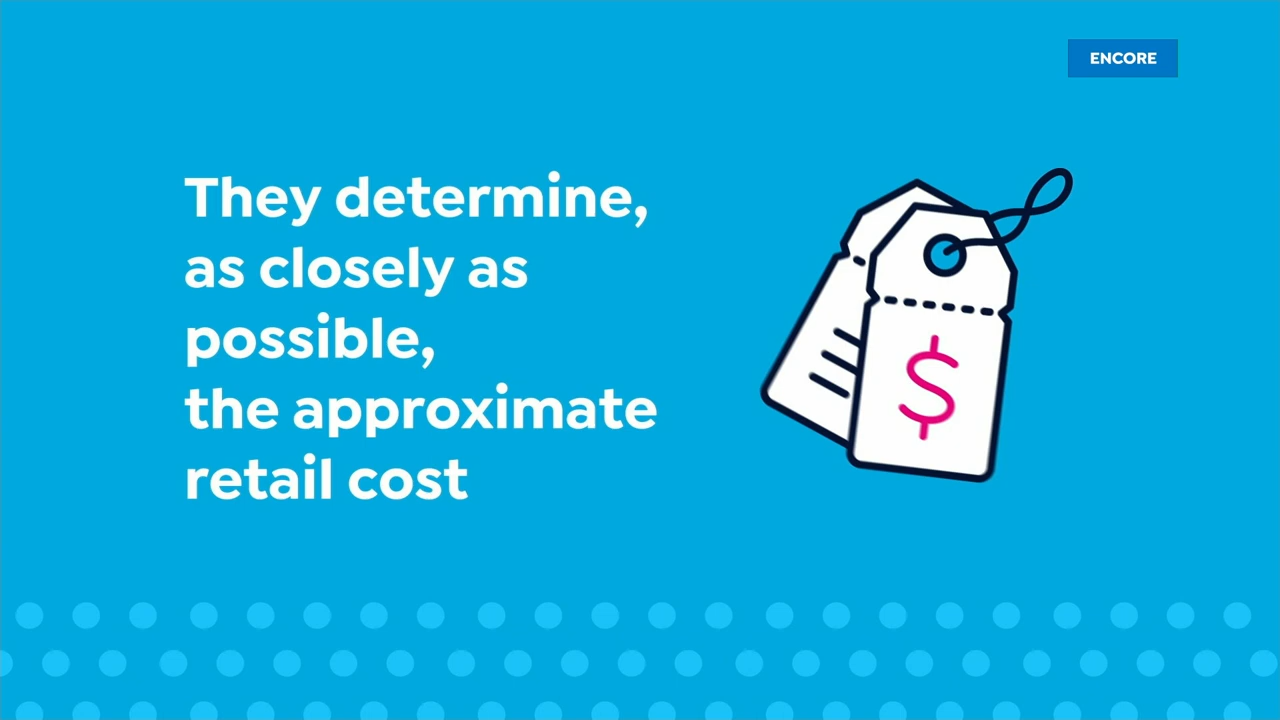 ENCORE
They determine,
as closely as
possible,
the approximate
retail cost
$